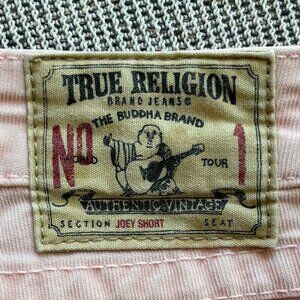 TRUE RELIGION
BRAND JEANS®
THE BUDDHA BRAND
No WORLD TOUR 1
AUTHENTIC VINTAGE
SECTION JOEY SHORT SEAT